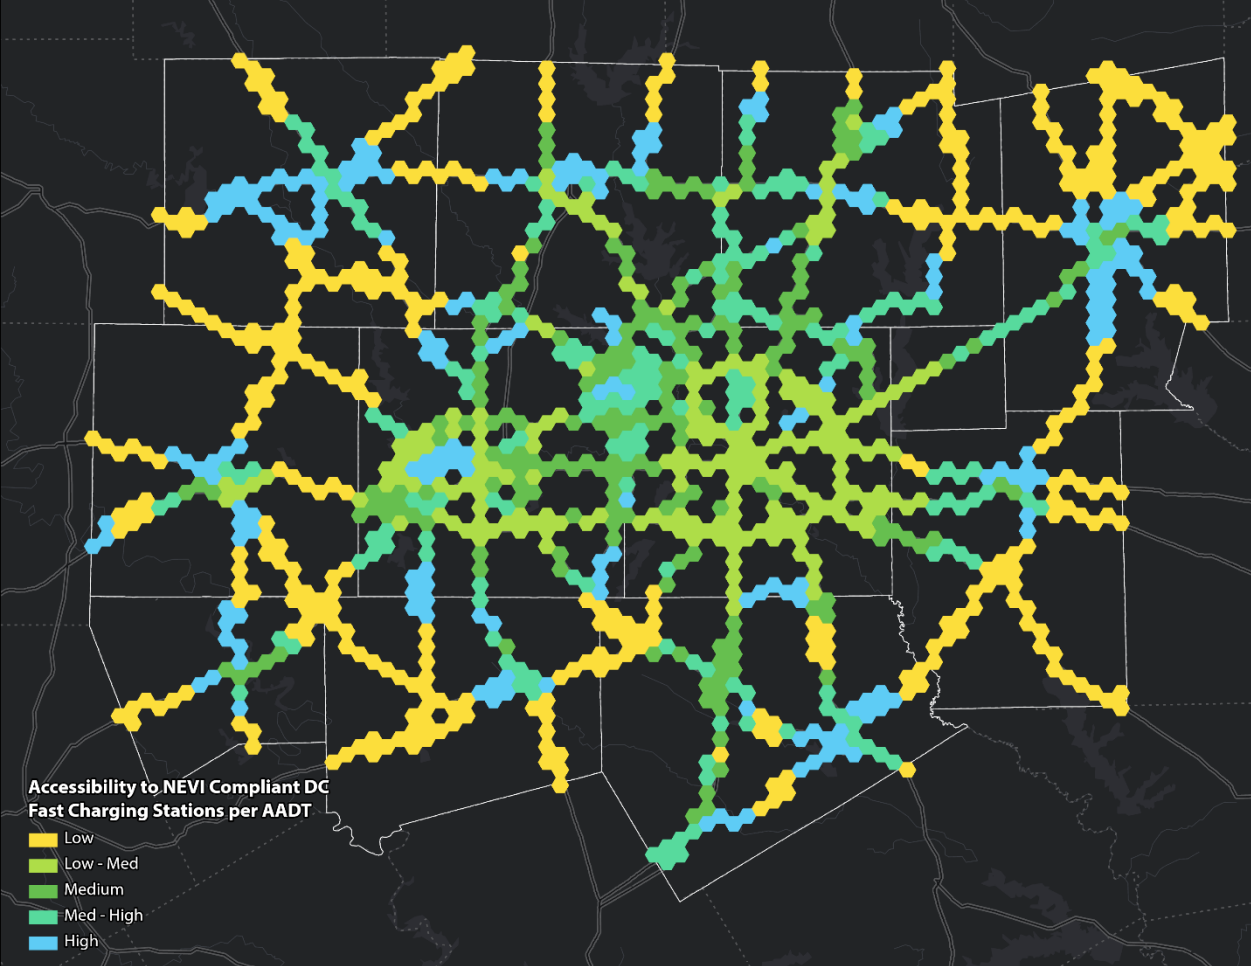 Accessibility to NEVI Compliant DC
Fast Charging Stations per AADT
Low
Low - Med
Medium
Med - High
High